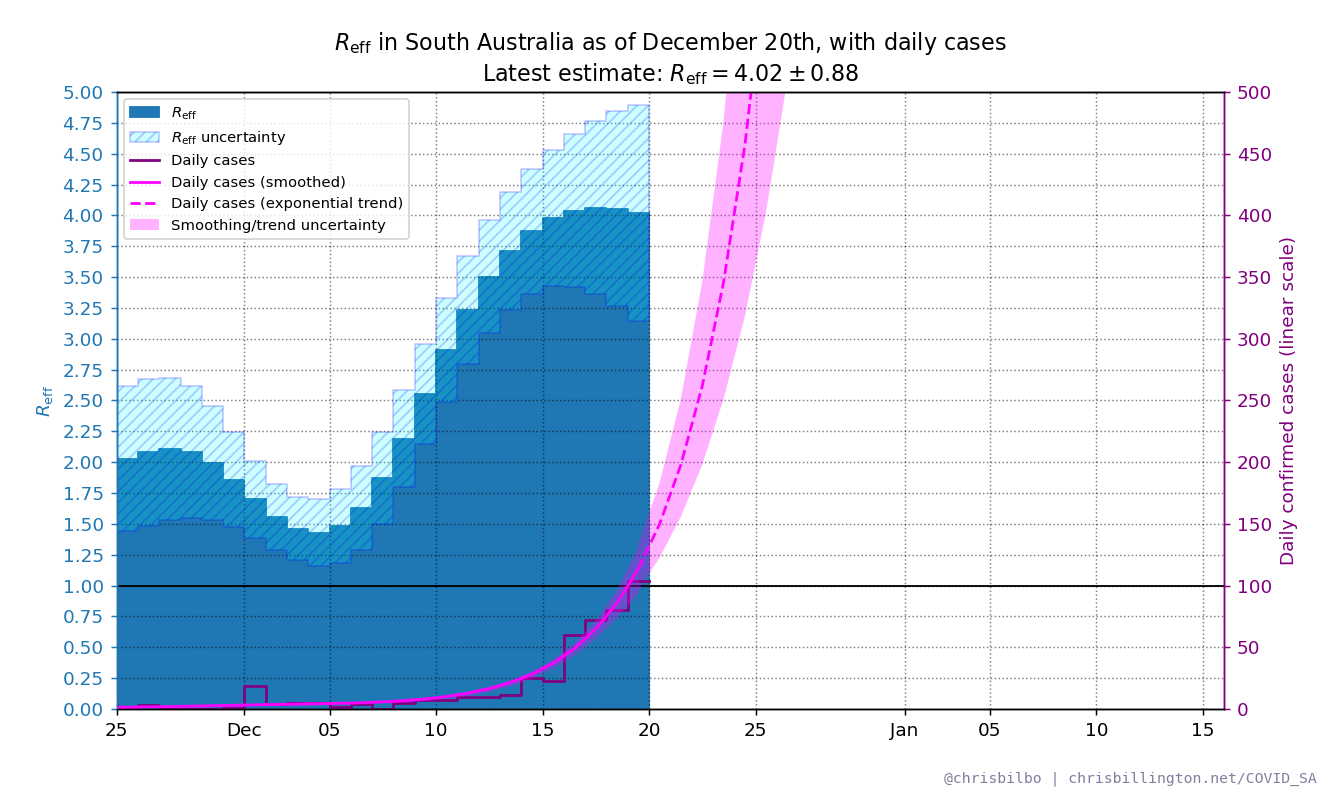 R_eff in South Australia as of December 20th, with daily cases
Latest estimate: R_eff = 4.02 ± 0.88
R_eff
R_eff uncertainty
Daily cases
Daily cases (smoothed)
Daily cases (exponential trend)
Smoothing/trend uncertainty
5.00
4.75
4.50
4.25
4.00
3.75
3.50
3.25
3.00
2.75
2.50
2.25
2.00
1.75
1.50
1.25
1.00
0.75
0.50
0.25
0.00
R_eff
500
450
400
350
300
250
200
150
100
50
0
Daily confirmed cases (linear scale)
25 Dec 05 10 15 20 25 Jan 05 10 15
@chrisbilbo | chrisbillington.net/COVID_SA